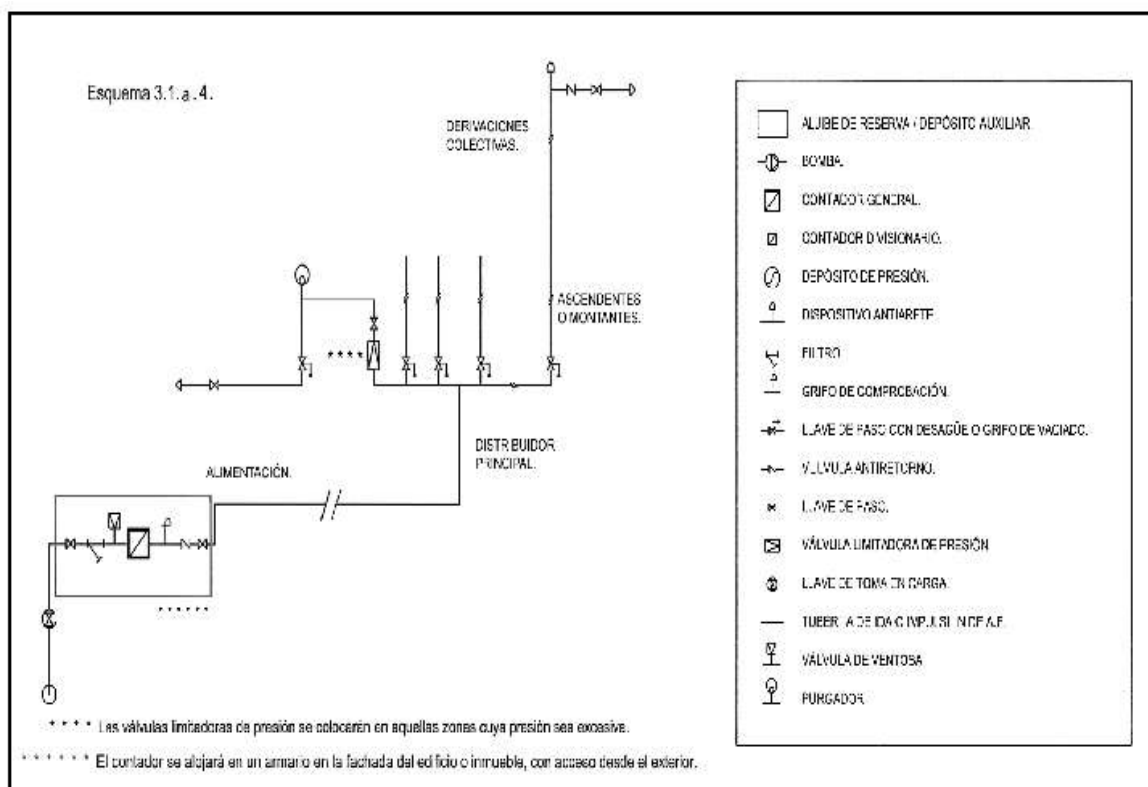 Esquema 3.1.a.4.
DERIVACIONES
COLECTIVAS.
ASCENDENTES
O MONTANTES.
DISTRIBUIDOR
PRINCIPAL.
ALIMENTACIÓN.
* * * *
* * * * * *
* * * * Las válvulas limitadoras de presión se colocarán en aquellas zonas cuya presión sea excesiva.
* * * * * * El contador se alojará en un armario en la fachada del edificio o inmueble, con acceso desde el exterior.
ALJIBE DE RESERVA / DEPÓSITO AUXILIAR
BOMBA.
CONTADOR GENERAL.
CONTADOR DIVISIONARIO.
DEPÓSITO DE PRESIÓN.
DISPOSITIVO ANTIARETE
FILTRO
GRIFO DE COMPROBACIÓN.
LLAVE DE PASO CON DESAGÜE O GRIFO DE VACIADO.
ANTIRETORNO.
LLAVE DE PASO.
VÁLVULA LIMITADORA DE PRESIÓN
LLAVE DE TOMA EN CARGA.
DE A.F.
VÁLVULA DE VENTOSA
PURGADOR